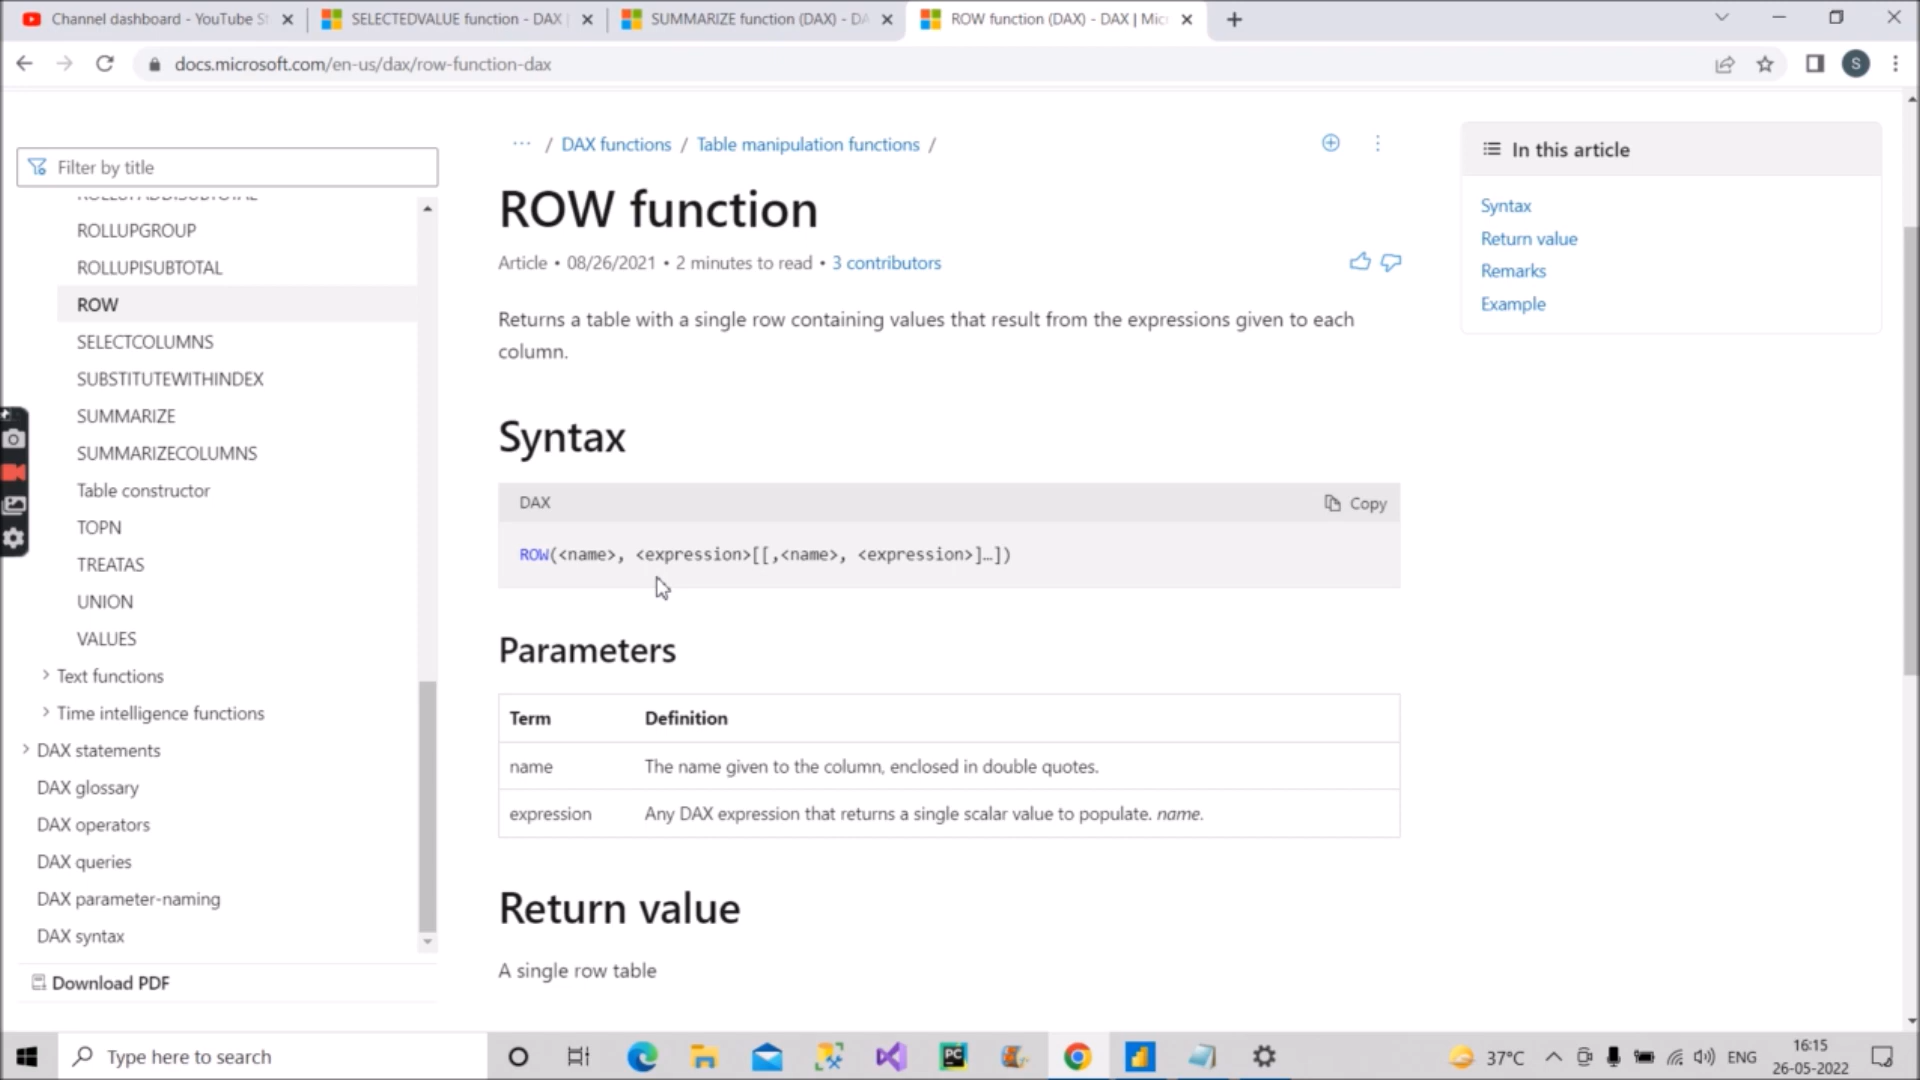 Channel dashboard - YouTube St
SELECTEDVALUE function - DAX |
SUMMARIZE function (DAX) - DA
ROW function (DAX) - DAX | Mic
docs.microsoft.com/en-us/dax/row-function-dax
S
Filter by title
ROLLUPADDISSUBTOTAL
ROLLUPGROUP
ROLLUPISUBTOTAL
ROW
SELECTCOLUMNS
SUBSTITUTEWITHINDEX
SUMMARIZE
SUMMARIZECOLUMNS
Table constructor
TOPN
TREATAS
UNION
VALUES
Text functions
Time intelligence functions
DAX statements
DAX glossary
DAX operators
DAX queries
DAX parameter-naming
DAX syntax
Download PDF
··· / DAX functions / Table manipulation functions /
ROW function
Article • 08/26/2021 • 2 minutes to read • 3 contributors
Returns a table with a single row containing values that result from the expressions given to each
column.
Syntax
DAX
Copy
ROW(<name>, <expression>[[,<name>, <expression>]…])
Parameters
Term Definition
name The name given to the column, enclosed in double quotes.
expression Any DAX expression that returns a single scalar value to populate. name.
Return value
A single row table
In this article
Syntax
Return value
Remarks
Example
Type here to search
PC
37°C
ENG
16:15
26-05-2022